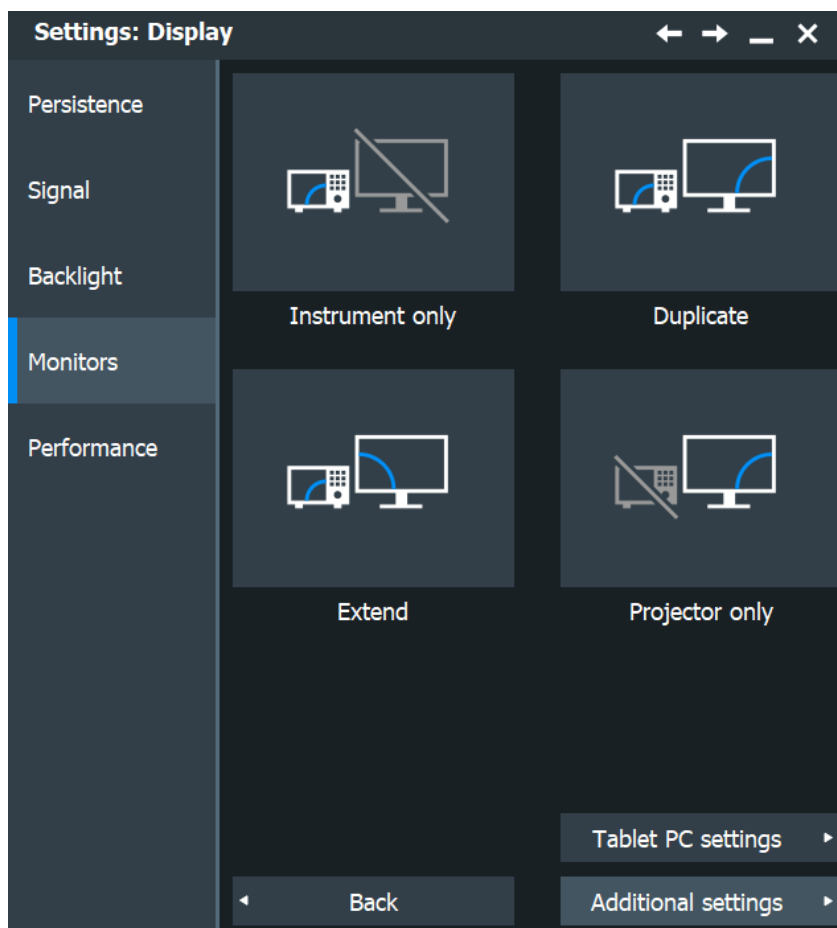 Settings: Display
Persistence
Signal
Backlight
Monitors
Performance
Instrument only
Duplicate
Extend
Projector only
Tablet PC settings
Back
Additional settings